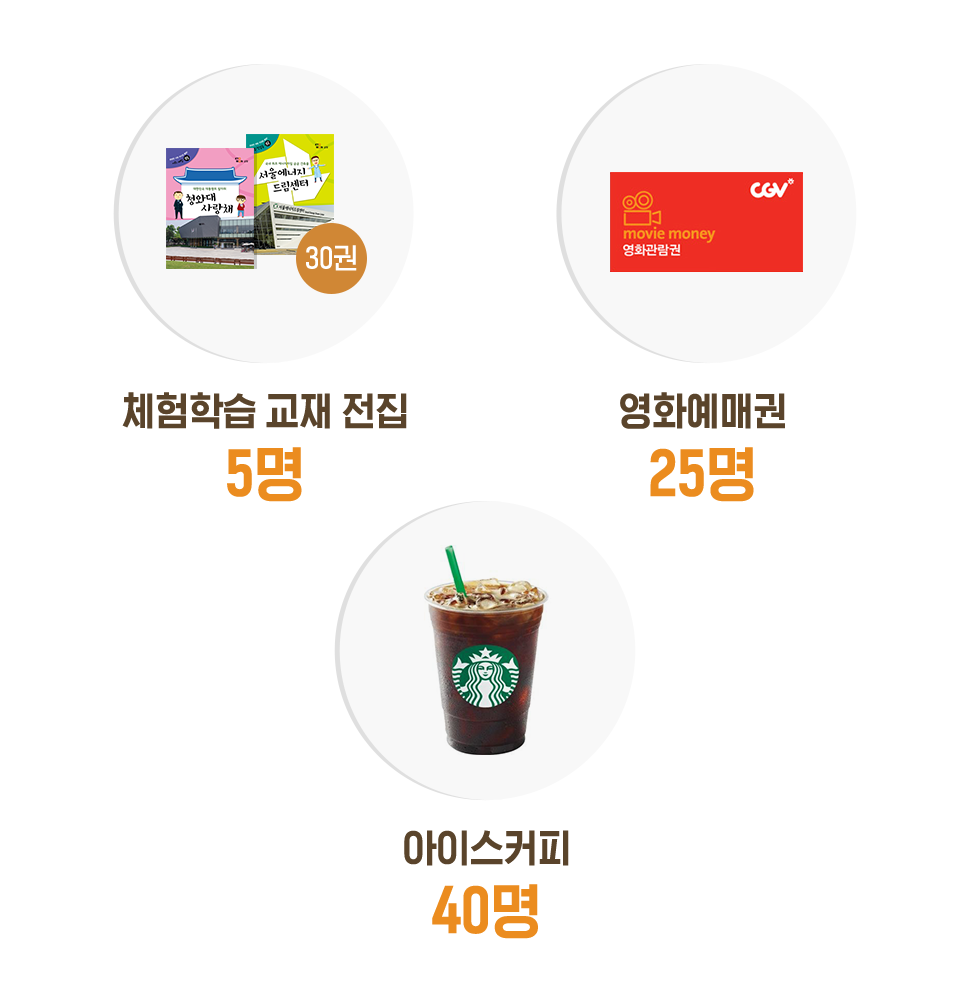 청와대
사랑채
서울에너지
드림센터
30권
CGV
movie money
영화관람권
체험학습 교재 전집
5명
영화예매권
25명
아이스커피
40명